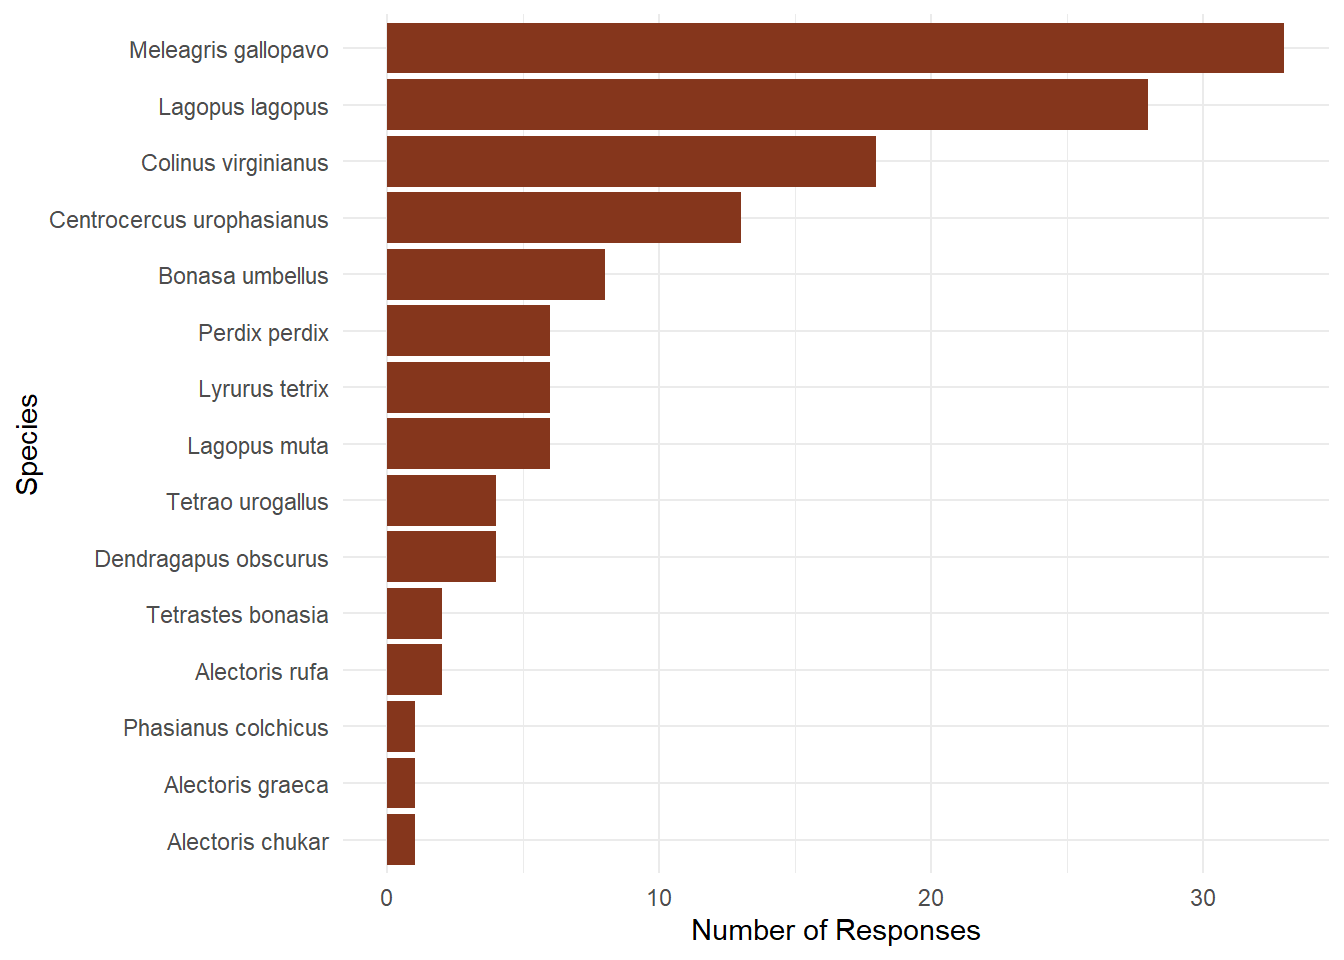 Meleagris gallopavo
Lagopus lagopus
Colinus virginianus
Centrocercus urophasianus
Bonasa umbellus
Perdix perdix
Lyrurus tetrix
Lagopus muta
Tetrao urogallus
Dendragapus obscurus
Tetrastes bonasia
Alectoris rufa
Phasianus colchicus
Alectoris graeca
Alectoris chukar
Species
0 10 20 30
Number of Responses